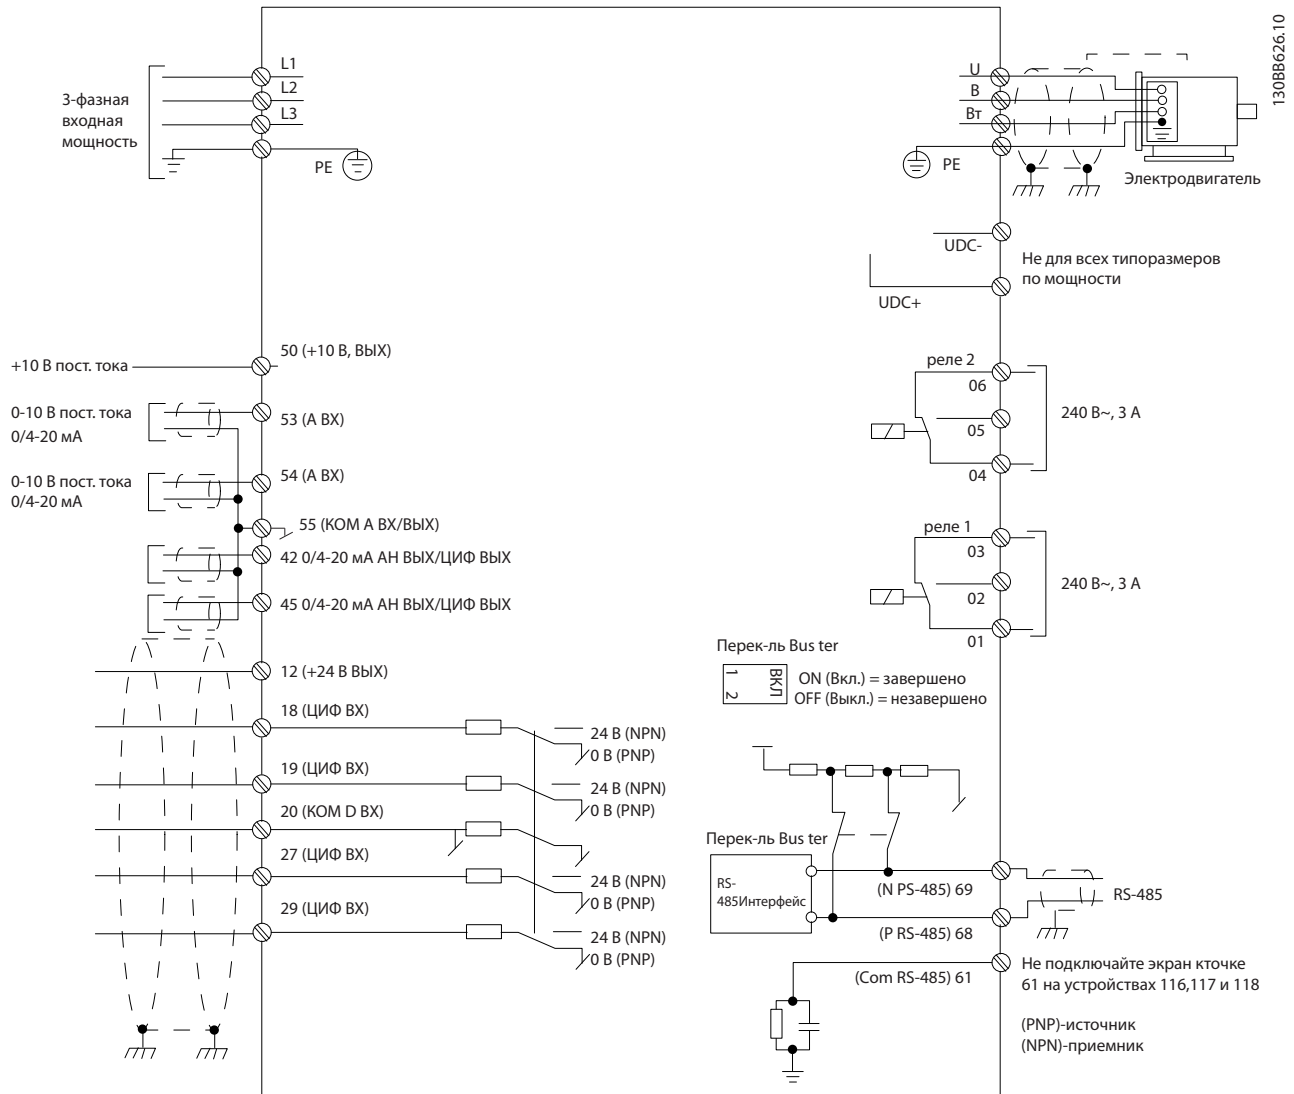 130BB626.10
3-фазная
входная
мощность
L1
L2
L3
PE
U
В
Вт
PE
Электродвигатель
UDC-
UDC+
Не для всех типоразмеров
по мощности
+10 В пост. тока
50 (+10 В, ВЫХ)
0-10 В пост. тока
0/4-20 мА
53 (А ВХ)
0-10 В пост. тока
0/4-20 мА
54 (А ВХ)
55 (КОМ А ВХ/ВЫХ)
42 0/4-20 мА АН ВЫХ/ЦИФ ВЫХ
45 0/4-20 мА АН ВЫХ/ЦИФ ВЫХ
12 (+24 В ВЫХ)
18 (ЦИФ ВХ)
24 В (NPN)
0 В (PNP)
19 (ЦИФ ВХ)
24 В (NPN)
0 В (PNP)
20 (КОМ D ВХ)
27 (ЦИФ ВХ)
24 В (NPN)
0 В (PNP)
29 (ЦИФ ВХ)
24 В (NPN)
0 В (PNP)
реле 2
06
05
04
240 В~, 3 А
реле 1
03
02
01
240 В~, 3 А
Перек-ль Bus ter
1
2
ВКЛ
ON (Вкл.) = завершено
OFF (Выкл.) = незавершено
Перек-ль Bus ter
RS-
485Интерфейс
(N PS-485) 69
(P RS-485) 68
RS-485
(Com RS-485) 61
Не подключайте экран кточке
61 на устройствах 116,117 и 118
(PNP)-источник
(NPN)-приемник